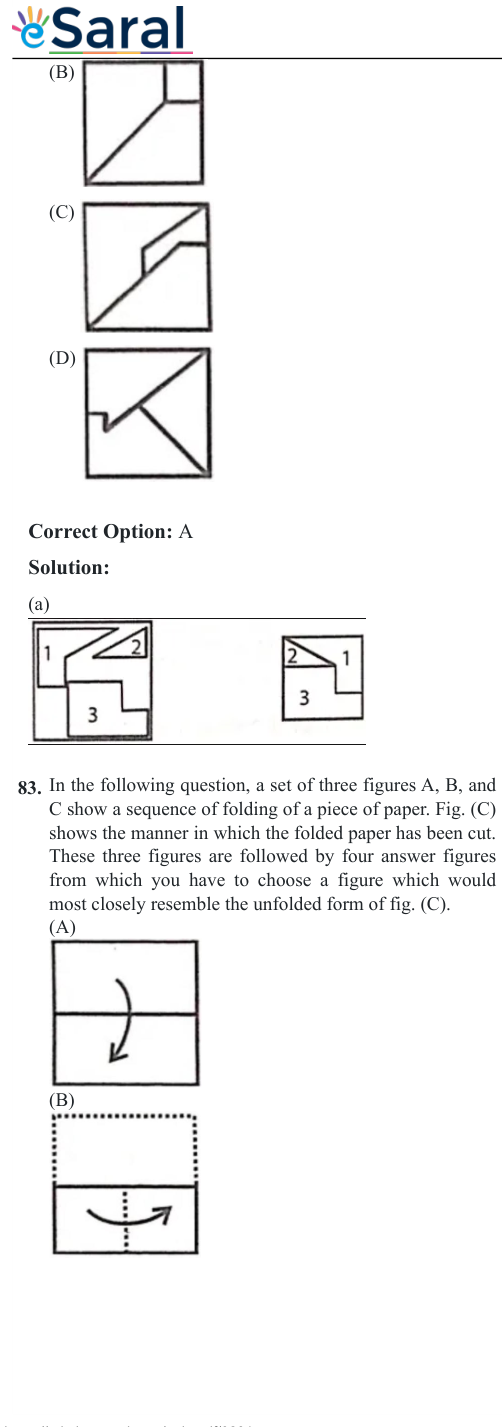 eSaral
(B)
(C)
(D)
Correct Option: A
Solution:
(a)
1
2
3
2
1
3
83. In the following question, a set of three figures A, B, and
C show a sequence of folding of a piece of paper. Fig. (C)
shows the manner in which the folded paper has been cut.
These three figures are followed by four answer figures
from which you have to choose a figure which would
most closely resemble the unfolded form of fig. (C).
(A)
(B)